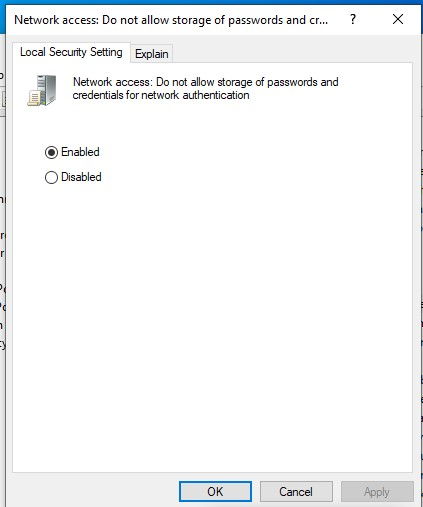 Network access: Do not allow storage of passwords and cr... ? ×
Local Security Setting Explain
Network access: Do not allow storage of passwords and
credentials for network authentication
Enabled
Disabled
OK Cancel Apply